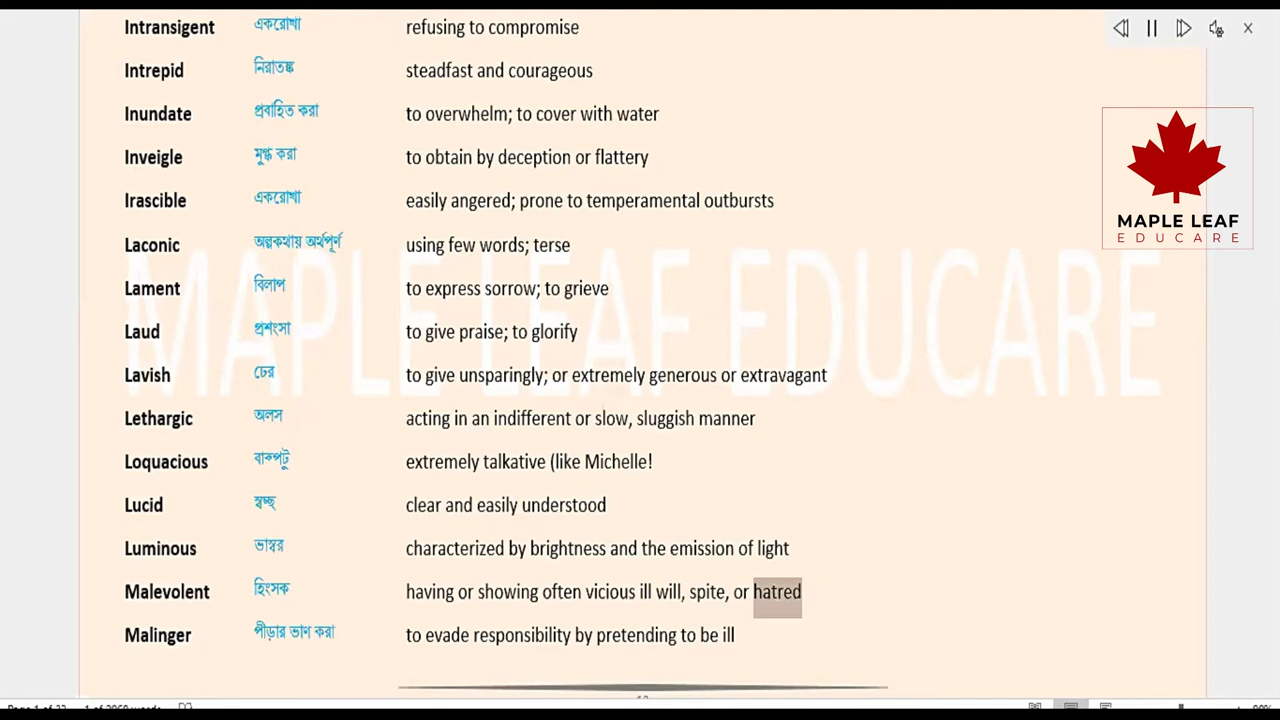 Intransigent একরোখা refusing to compromise
Intrepid নিরাতঙ্ক steadfast and courageous
Inundate প্রবাহিত করা to overwhelm; to cover with water
Inveigle মুগ্ধ করা to obtain by deception or flattery
Irascible একরোখা easily angered; prone to temperamental outbursts
Laconic অল্পকথায় অর্থপূর্ণ using few words; terse
Lament বিলাপ to express sorrow; to grieve
Laud প্রশংসা to give praise; to glorify
Lavish ঢের to give unsparingly; or extremely generous or extravagant
Lethargic অলস acting in an indifferent or slow, sluggish manner
Loquacious বাকপটু extremely talkative (like Michelle!
Lucid স্বচ্ছ clear and easily understood
Luminous ভাস্বর characterized by brightness and the emission of light
Malevolent হিংসক having or showing often vicious ill will, spite, or hatred
Malinger পীড়ার ভাণ করা to evade responsibility by pretending to be ill
MAPLE LEAF
EDUCARE
MAPLE LEAF EDUCARE